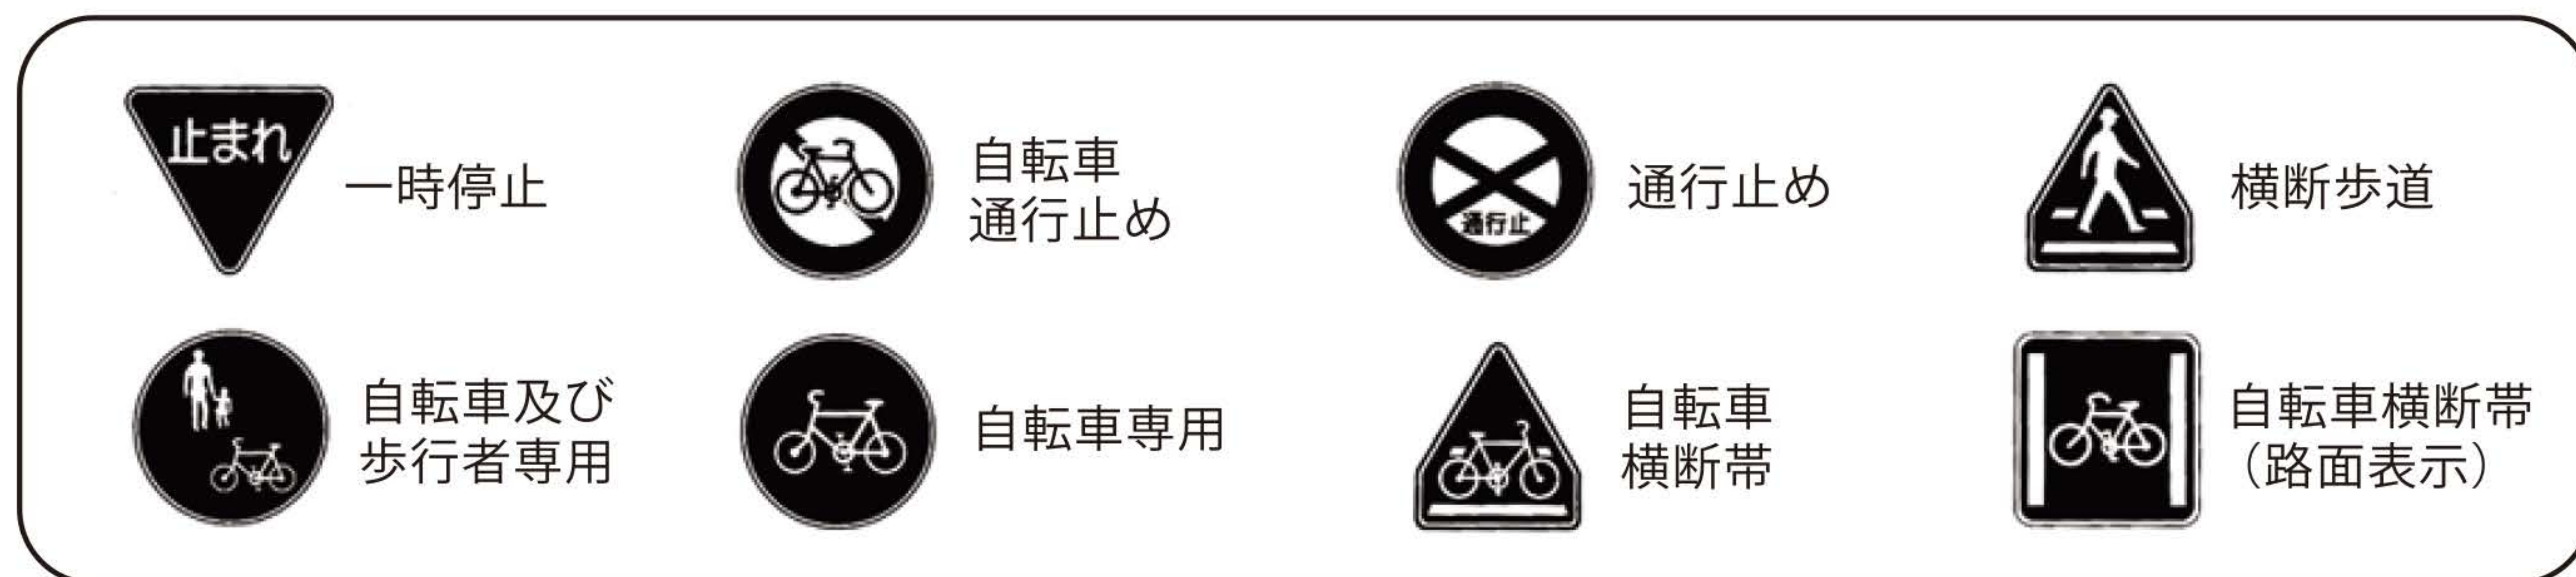 止まれ
一時停止
自転車
通行止め
通行止
通行止め
横断歩道
自転車及び
歩行者専用
自転車専用
自転車
横断帯
自転車横断帯
（路面表示）